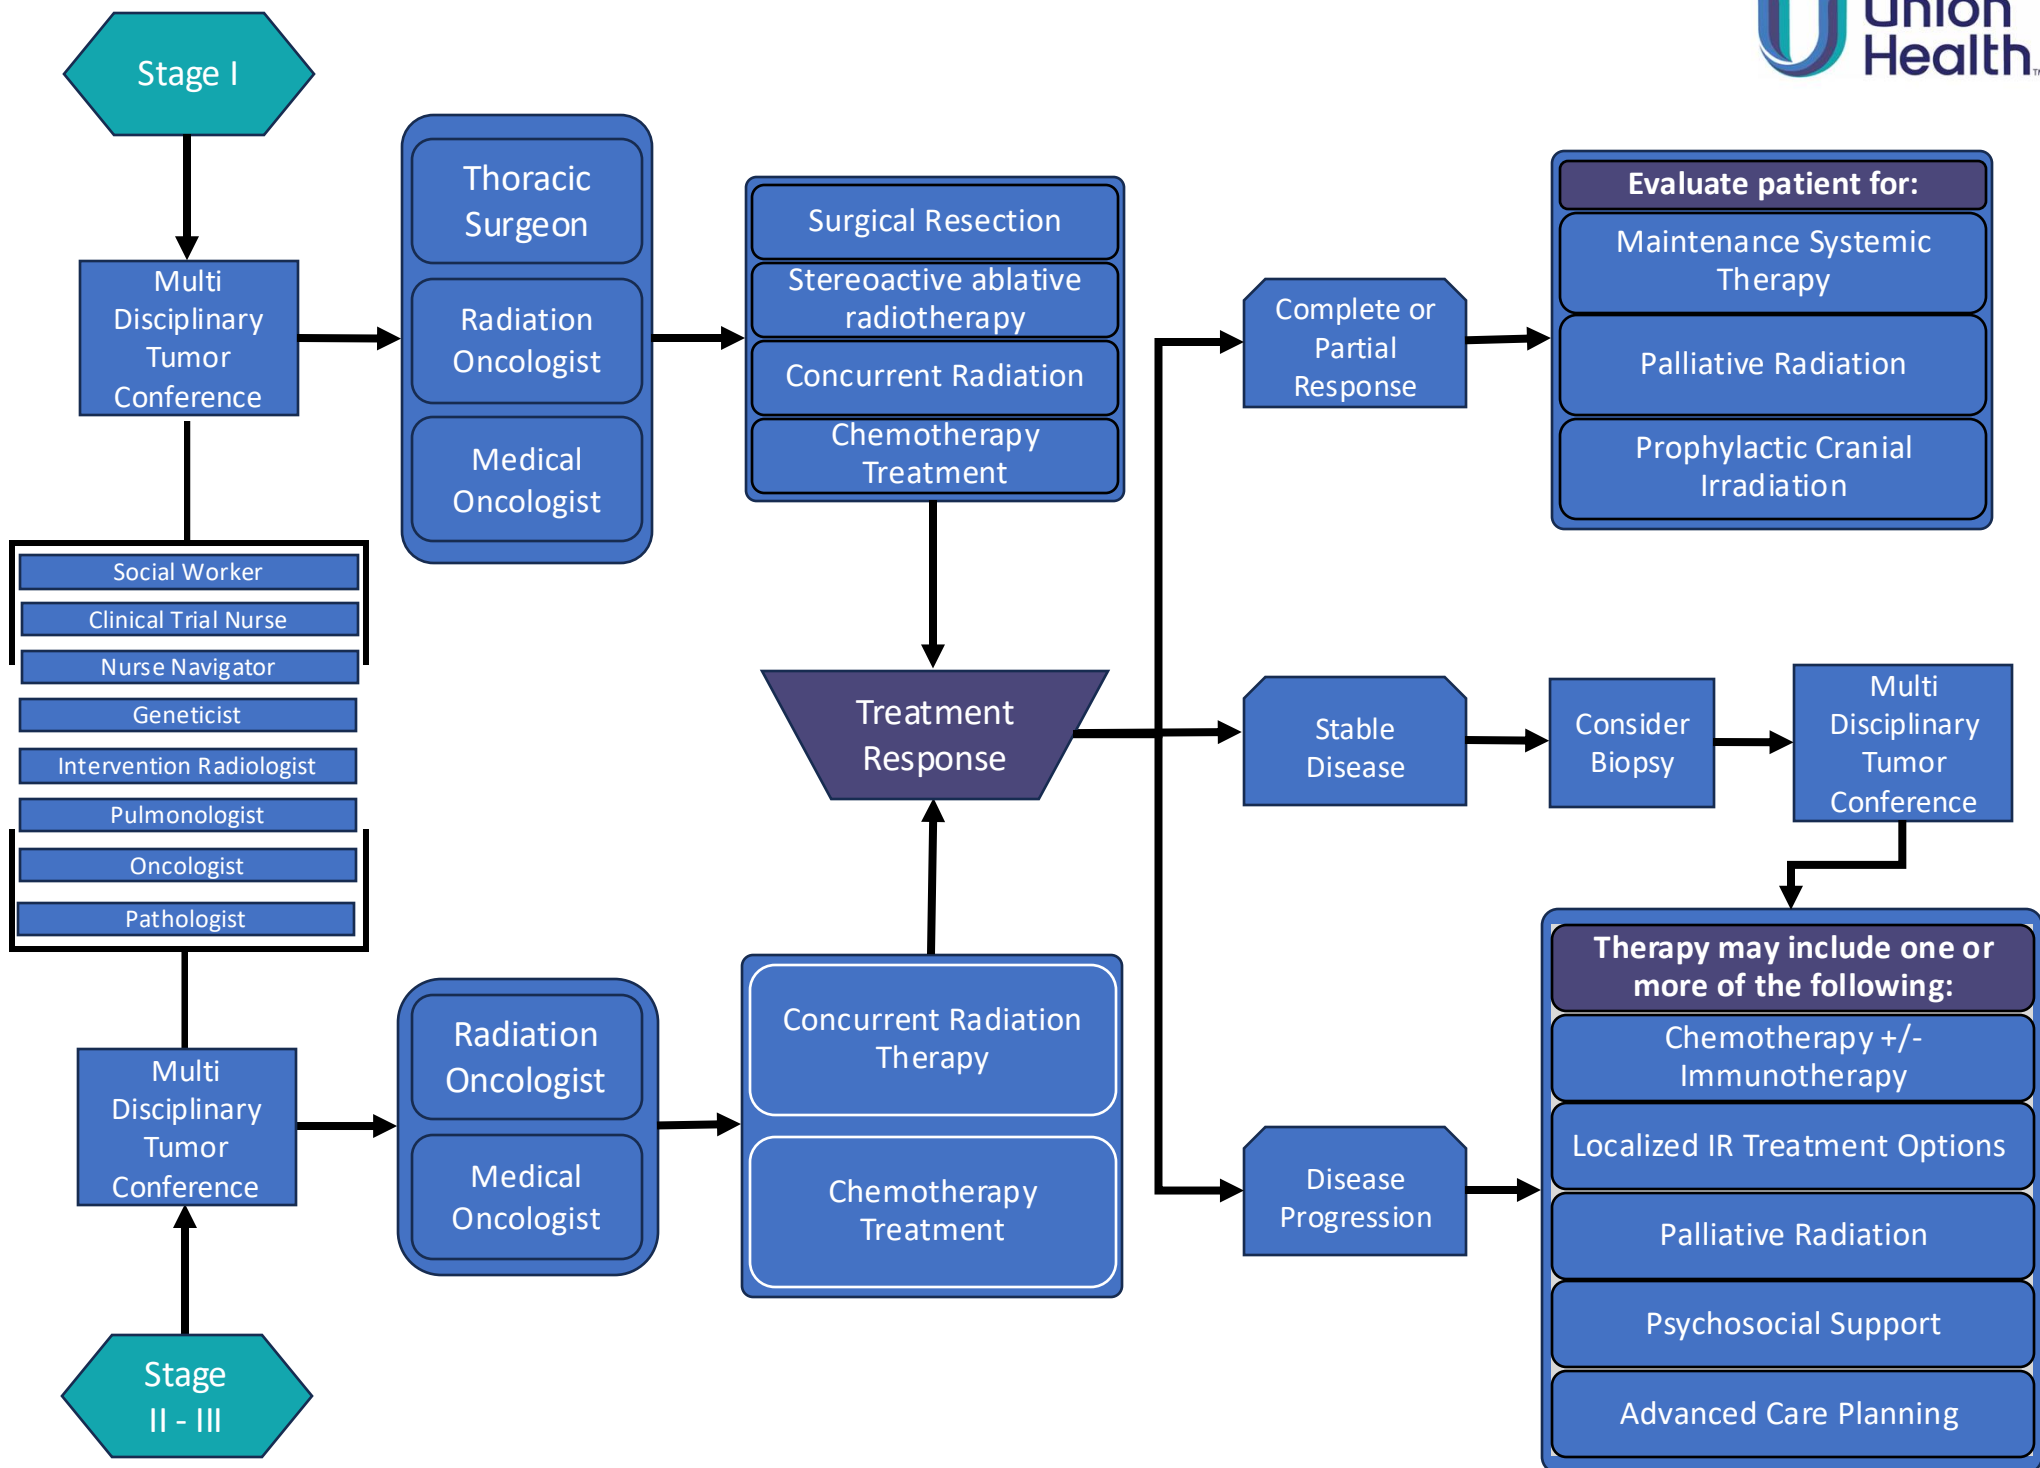 Union
Health™
Stage I
Multi
Disciplinary
Tumor
Conference
Thoracic
Surgeon
Radiation
Oncologist
Medical
Oncologist
Surgical Resection
Stereoactive ablative
radiotherapy
Concurrent Radiation
Chemotherapy
Treatment
Complete or
Partial
Response
Evaluate patient for:
Maintenance Systemic
Therapy
Palliative Radiation
Prophylactic Cranial
Irradiation
Social Worker
Clinical Trial Nurse
Nurse Navigator
Geneticist
Intervention Radiologist
Pulmonologist
Oncologist
Pathologist
Treatment
Response
Stable
Disease
Consider
Biopsy
Multi
Disciplinary
Tumor
Conference
Multi
Disciplinary
Tumor
Conference
Radiation
Oncologist
Medical
Oncologist
Concurrent Radiation
Therapy
Chemotherapy
Treatment
Disease
Progression
Therapy may include one or
more of the following:
Chemotherapy +/-
Immunotherapy
Localized IR Treatment Options
Palliative Radiation
Psychosocial Support
Advanced Care Planning
Stage
II - III